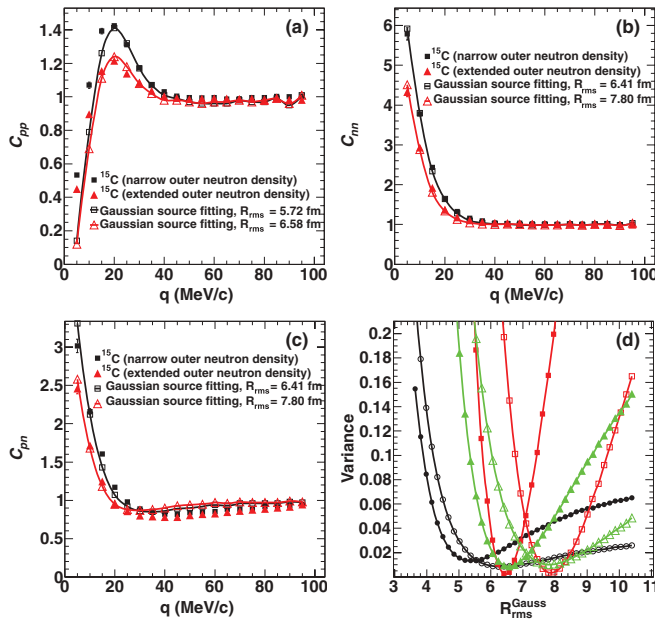 (a)
1.4
1.2
1
0.8
0.6
0.4
0.2
0
C_pp
¹⁵C (narrow outer neutron density)
¹⁵C (extended outer neutron density)
Gaussian source fitting, R_rms = 5.72 fm
Gaussian source fitting, R_rms = 6.58 fm
0 20 40 60 80 100
q (MeV/c)
(b)
6
5
4
3
2
1
0
C_nn
¹⁵C (narrow outer neutron density)
¹⁵C (extended outer neutron density)
Gaussian source fitting, R_rms = 6.41 fm
Gaussian source fitting, R_rms = 7.80 fm
0 20 40 60 80 100
q (MeV/c)
(c)
3
2.5
2
1.5
1
0.5
0
C_pn
¹⁵C (narrow outer neutron density)
¹⁵C (extended outer neutron density)
Gaussian source fitting, R_rms = 6.41 fm
Gaussian source fitting, R_rms = 7.80 fm
0 20 40 60 80 100
q (MeV/c)
(d)
0.2
0.18
0.16
0.14
0.12
0.1
0.08
0.06
0.04
0.02
Variance
3 4 5 6 7 8 9 10 11
R_rms^Gauss